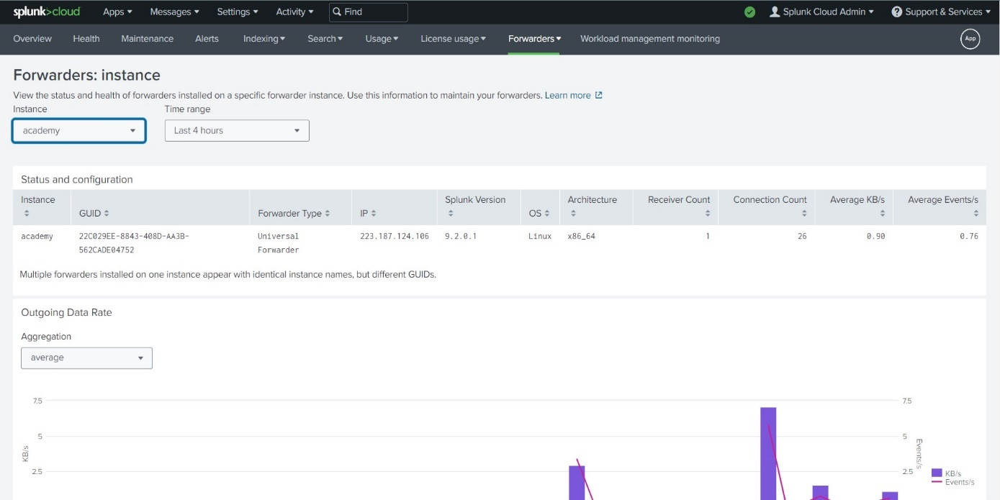 splunk>cloud Apps Messages Settings Activity Find Splunk Cloud Admin ? Support & Services
Overview Health Maintenance Alerts Indexing Search Usage License usage Forwarders Workload management monitoring App
Forwarders: instance
View the status and health of forwarders installed on a specific forwarder instance. Use this information to maintain your forwarders. Learn more
Instance Time range
academy Last 4 hours
Status and configuration
Instance GUID Forwarder Type IP Splunk Version OS Architecture Receiver Count Connection Count Average KB/s Average Events/s
academy 22C029EE-8843-408D-AA3B- Universal 223.187.124.106 9.2.0.1 Linux x86_64 1 26 0.90 0.76
562CADE04752 Forwarder
Multiple forwarders installed on one instance appear with identical instance names, but different GUIDs.
Outgoing Data Rate
Aggregation
average
7.5 7.5
5 5
KB/s Events/s
2.5 2.5
KB/s
Events/s